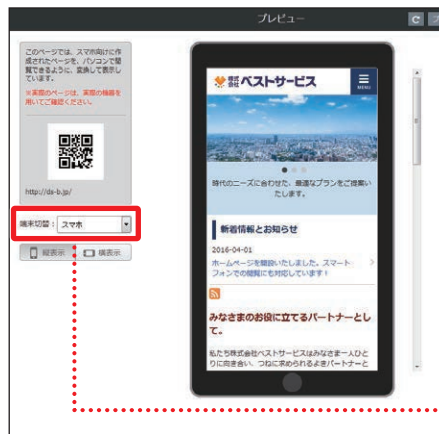 プレビュー
このページでは、スマホ向けに作
成されたページを、パソコンで閲
覧できるように、変換して表示し
ています。
※実際のページは、実際の機器を
用いてご確認ください。
http://ds-b.jp/
端末切替：スマホ
縦表示
横表示
株式会社ベストサービス
MENU
時代のニーズに合わせた、最適なプランをご提案い
たします。
新着情報とお知らせ
2016-04-01
ホームページを開設いたしました。スマート
フォンでの閲覧にも対応しています！
みなさまのお役に立てるパートナーとし
て。
私たち株式会社ベストサービスはみなさま一人ひと
りに向き合い、つねに求められるよきパートナーと